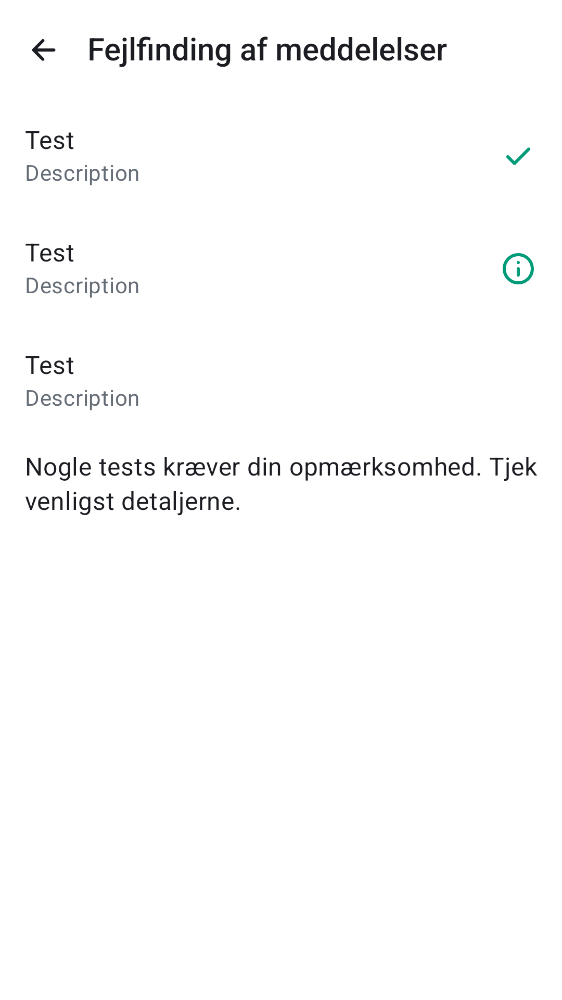 Fejlfinding af meddelelser
Test
Description
Test
Description
Test
Description
Nogle tests kræver din opmærksomhed. Tjek
venligst detaljerne.